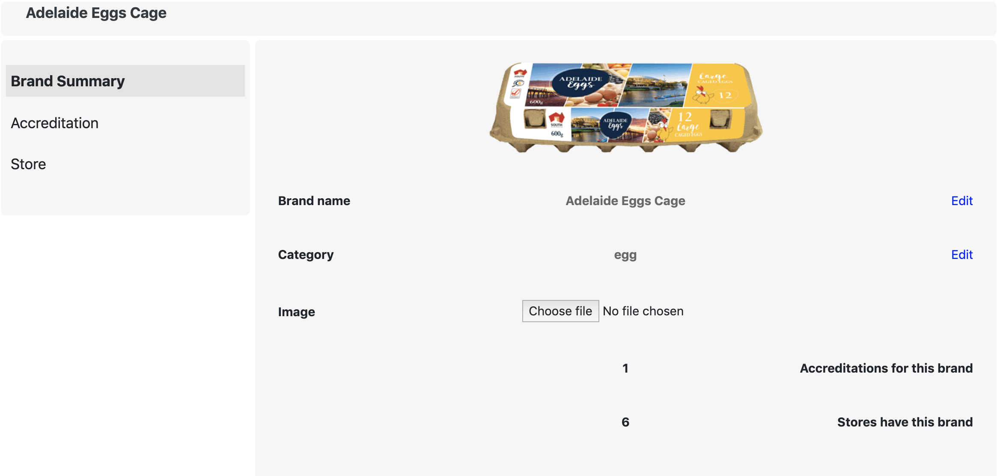 Adelaide Eggs Cage
Brand Summary
Accreditation
Store
SOUTH
ADELAIDE
Eggs
600g
Large
CAGED EGGS
12
SOUTH
600g
ADELAIDE
Eggs
12
Large
CAGED EGGS
Brand name
Adelaide Eggs Cage
Edit
Category
egg
Edit
Image
Choose file
No file chosen
1
Accreditations for this brand
6
Stores have this brand